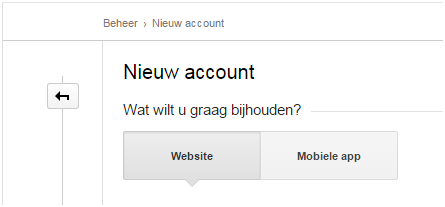 Beheer › Nieuw account
Nieuw account
Wat wilt u graag bijhouden?
Website Mobiele app